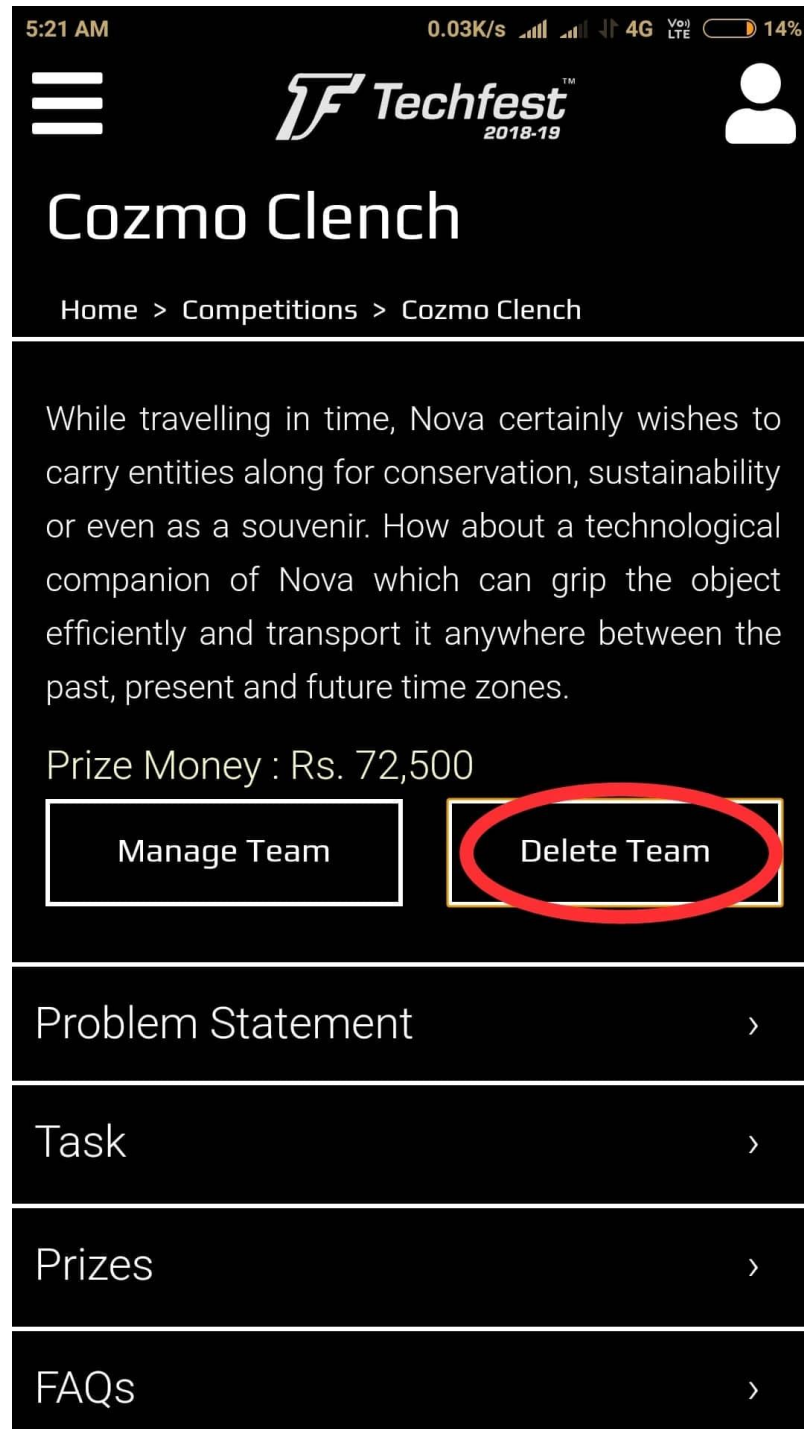 5:21 AM 0.03K/s 4G VoD LTE 14%
Techfest™
2018-19
Cozmo Clench
Home > Competitions > Cozmo Clench
While travelling in time, Nova certainly wishes to
carry entities along for conservation, sustainability
or even as a souvenir. How about a technological
companion of Nova which can grip the object
efficiently and transport it anywhere between the
past, present and future time zones.
Prize Money : Rs. 72,500
Manage Team Delete Team
Problem Statement ›
Task ›
Prizes ›
FAQs ›